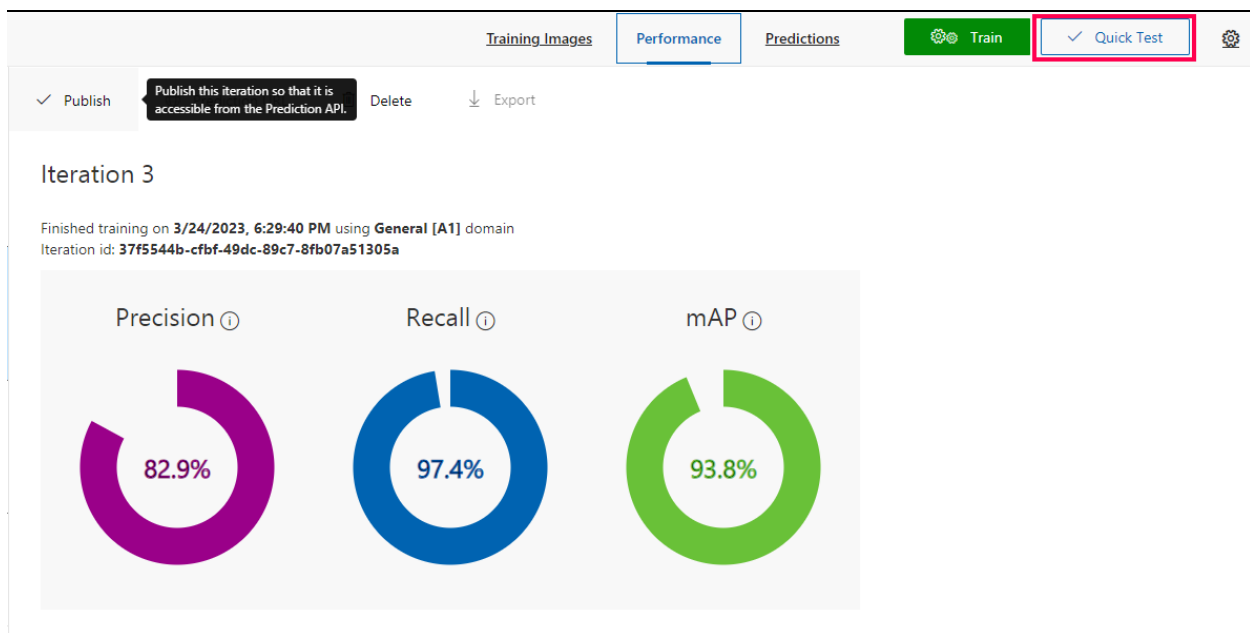 Training Images
Performance
Predictions
Train
Quick Test
Publish
Publish this iteration so that it is
accessible from the Prediction API.
Delete
Export
Iteration 3
Finished training on 3/24/2023, 6:29:40 PM using General [A1] domain
Iteration id: 37f5544b-cfbf-49dc-89c7-8fb07a51305a
Precision
Recall
mAP
82.9%
97.4%
93.8%